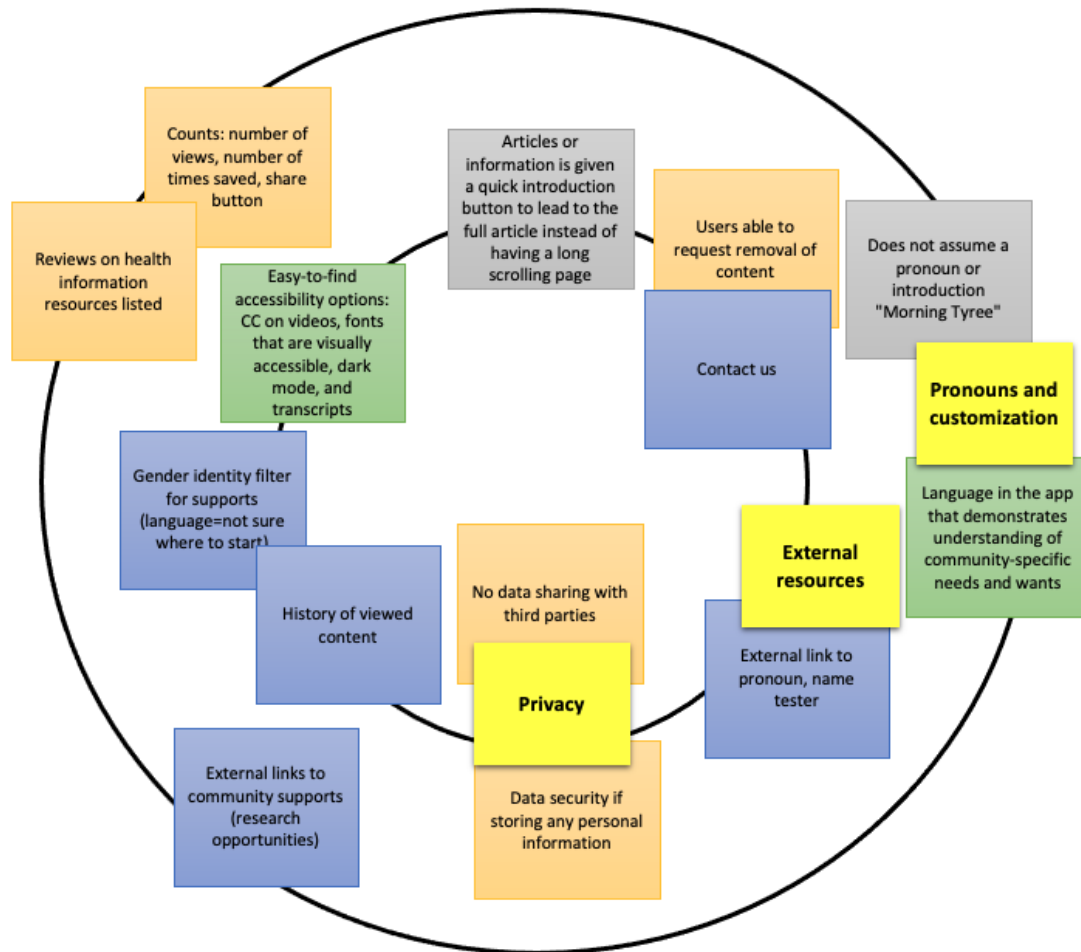 Counts: number of
views, number of
times saved, share
button
Reviews on health
information
resources listed
Articles or
information is given
a quick introduction
button to lead to the
full article instead of
having a long
scrolling page
Users able to
request removal of
content
Does not assume a
pronoun or
introduction
"Morning Tyree"
Easy-to-find
accessibility options:
CC on videos, fonts
that are visually
accessible, dark
mode, and
transcripts
Contact us
Pronouns and
customization
Gender identity filter
for supports
(language=not sure
where to start)
Language in the app
that demonstrates
understanding of
community-specific
needs and wants
External
resources
History of viewed
content
No data sharing with
third parties
External link to
pronoun, name
tester
Privacy
External links to
community supports
(research
opportunities)
Data security if
storing any personal
information